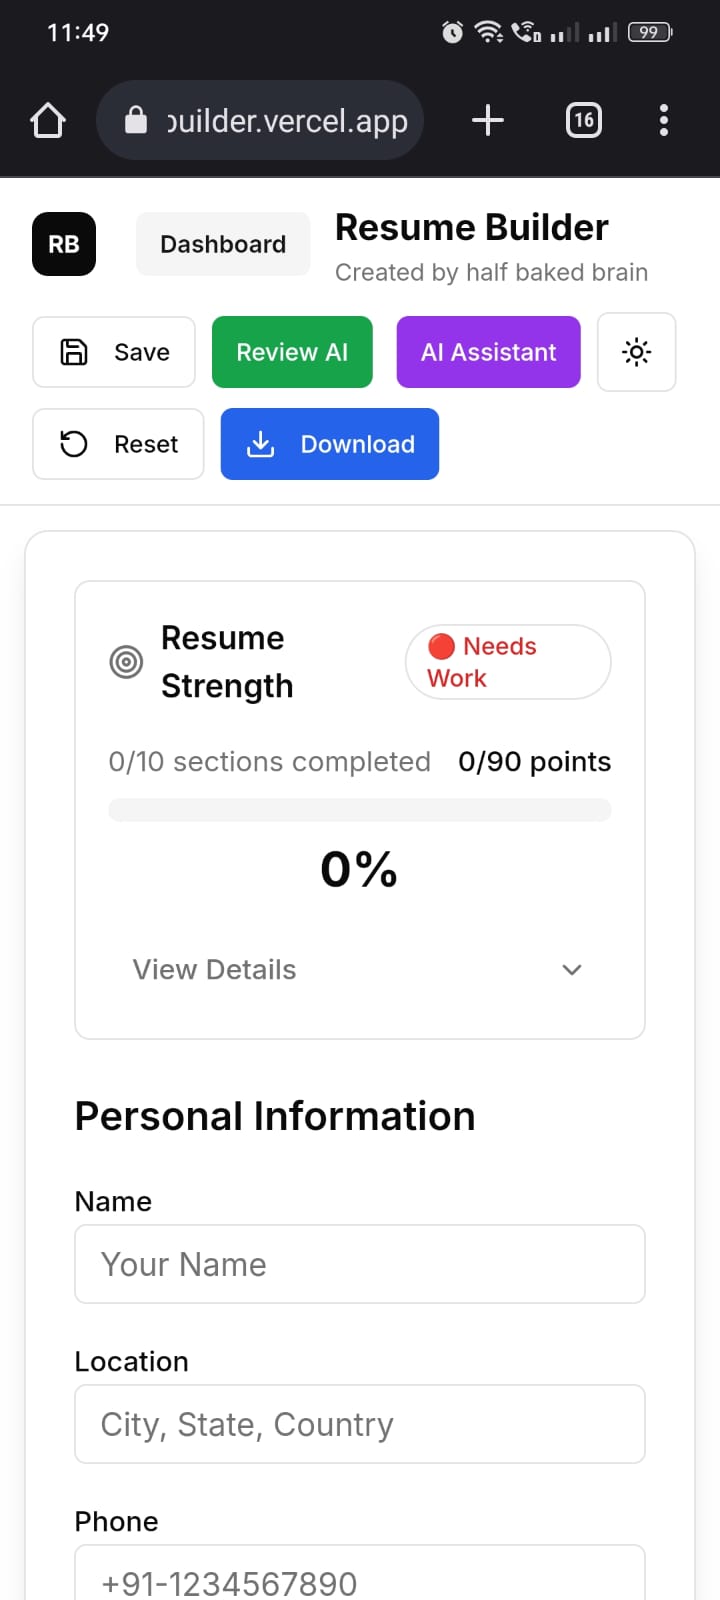 11:49
99
builder.vercel.app
16
RB
Dashboard
Resume Builder
Created by half baked brain
Save
Review AI
AI Assistant
Reset
Download
Resume
Strength
🔴 Needs
Work
0/10 sections completed
0/90 points
0%
View Details
Personal Information
Name
Your Name
Location
City, State, Country
Phone
+91-1234567890